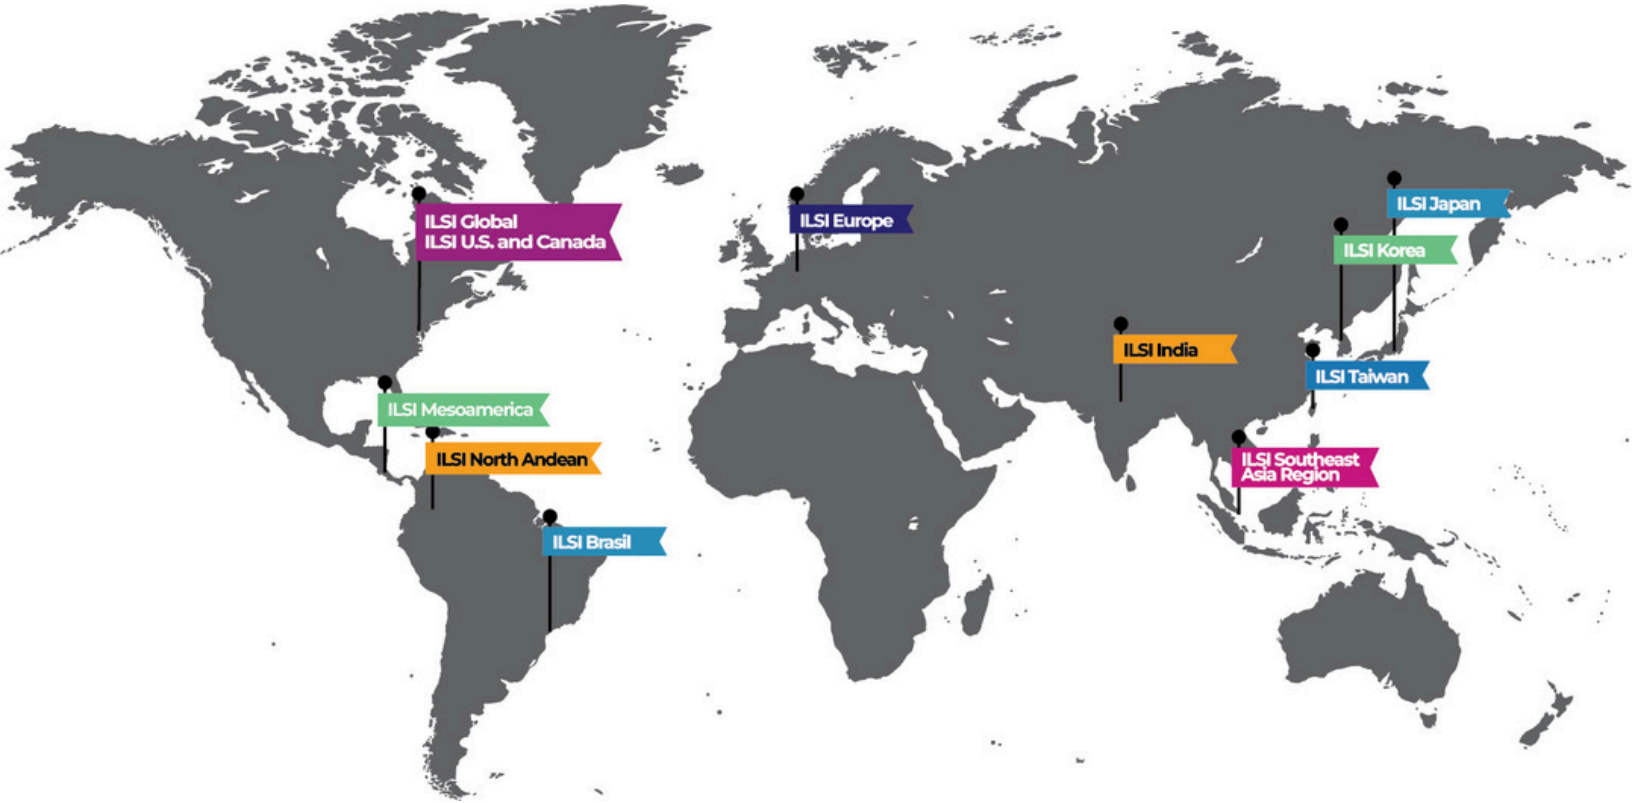 ILSI Global
ILSI U.S. and Canada
ILSI Europe
ILSI Japan
ILSI Korea
ILSI India
ILSI Taiwan
ILSI Mesoamerica
ILSI North Andean
ILSI Southeast
Asia Region
ILSI Brasil